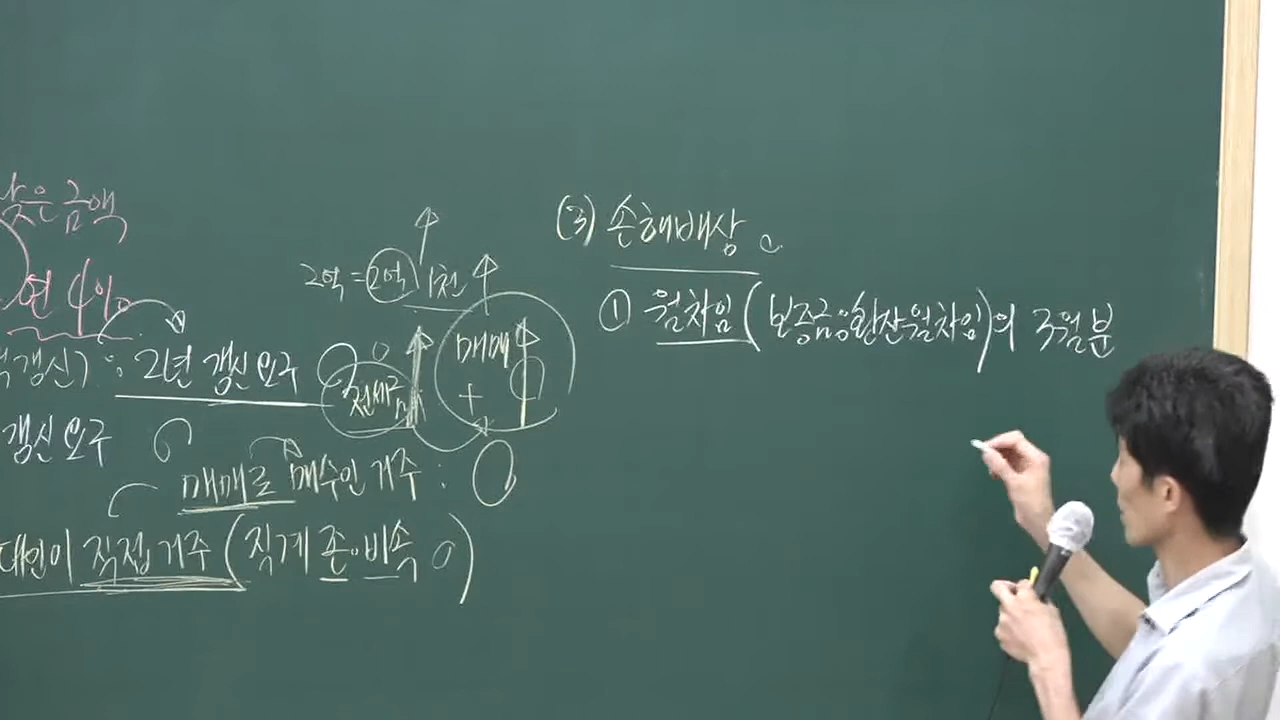 낮은 금액
연 4%
갱신) : 2년 갱신 요구
갱신 요구
매매로 매수인 거주 :
대인이 직접 거주 (직계 존·비속 O)
2억 = 2억 1천
전세
매매
+
(3) 손해배상
① 월차임 (보증금은 환산월차임)의 3월분